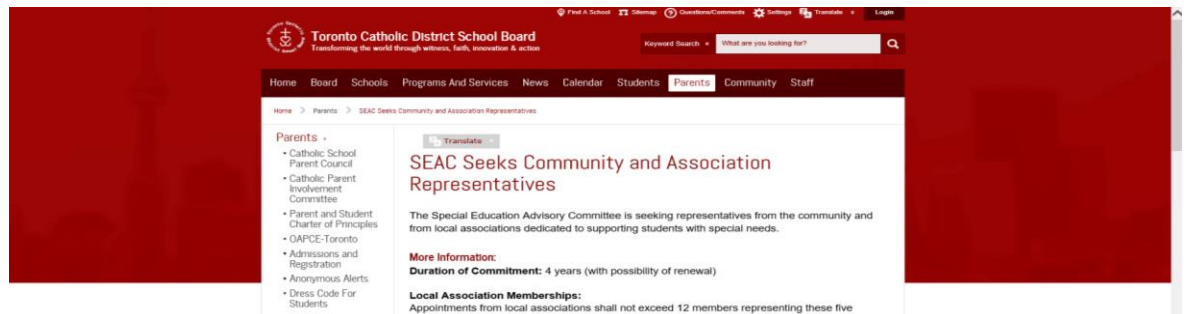 Find A School Sitemap Questions/Comments Settings Translate Login
Toronto Catholic District School Board
Transforming the world through witness, faith, innovation & action
Keyword Search What are you looking for?
Home Board Schools Programs And Services News Calendar Students Parents Community Staff
Home > Parents > SEAC Seeks Community and Association Representatives
Parents
• Catholic School
Parent Council
• Catholic Parent
Involvement
Committee
• Parent and Student
Charter of Principles
• OAPCE-Toronto
• Admissions and
Registration
• Anonymous Alerts
• Dress Code For
Students
Translate
SEAC Seeks Community and Association
Representatives
The Special Education Advisory Committee is seeking representatives from the community and
from local associations dedicated to supporting students with special needs.
More Information:
Duration of Commitment: 4 years (with possibility of renewal)
Local Association Memberships:
Appointments from local associations shall not exceed 12 members representing these five